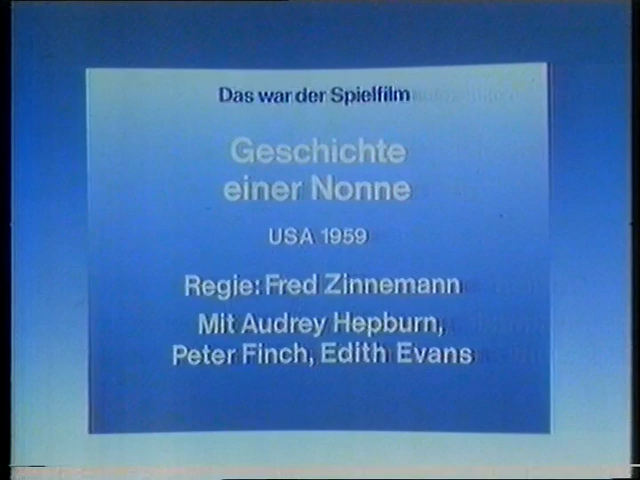 Das war der Spielfilm
Geschichte
einer Nonne
USA 1959
Regie: Fred Zinnemann
Mit Audrey Hepburn,
Peter Finch, Edith Evans